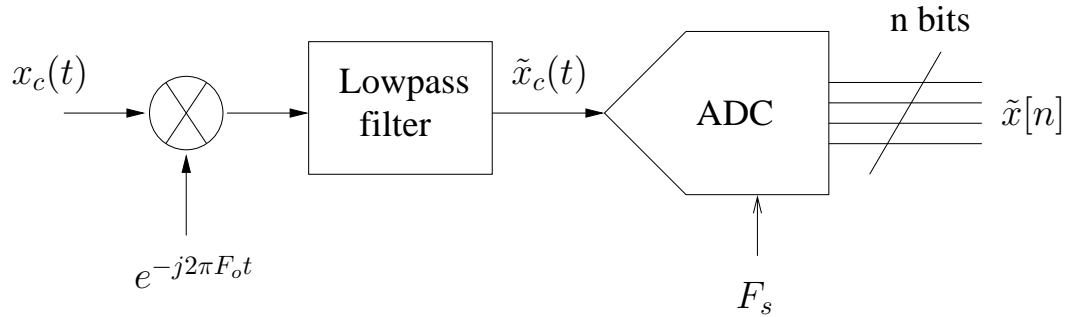 n bits
x_c(t)
Lowpass
filter
x̃_c(t)
ADC
x̃[n]
e^{-j2πF_o t}
F_s